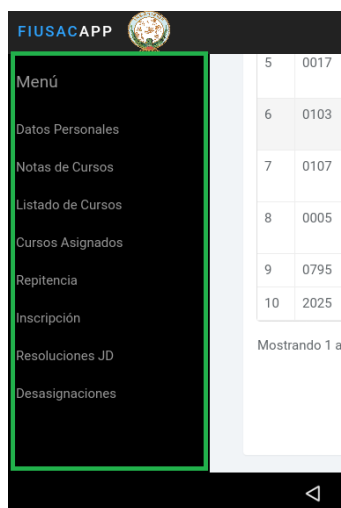 FIUSACAPP
Menú
Datos Personales
Notas de Cursos
Listado de Cursos
Cursos Asignados
Repitencia
Inscripción
Resoluciones JD
Desasignaciones
5 0017
6 0103
7 0107
8 0005
9 0795
10 2025
Mostrando 1 a